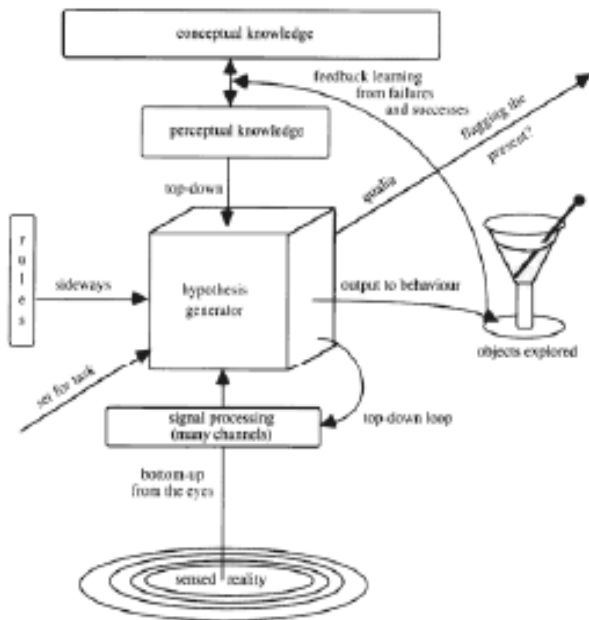 conceptual knowledge
feedback learning
from failures
and successes
flagging the
present?
perceptual knowledge
top-down
qualia
rules
sideways
hypothesis
generator
output to behaviour
objects explored
set for task
signal processing
(many channels)
top-down loop
bottom-up
from the eyes
sensed reality